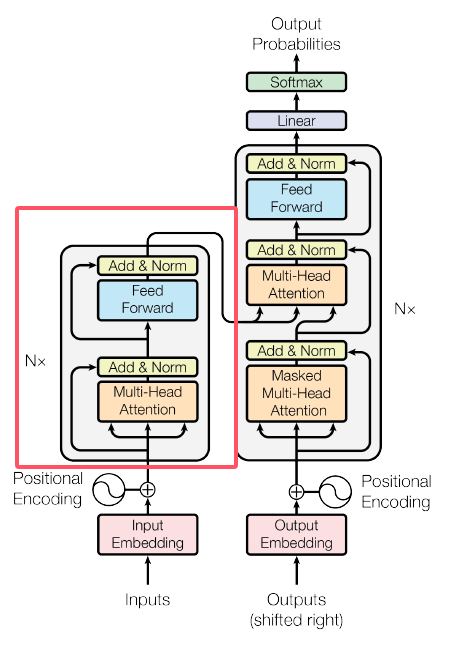 Output
Probabilities
Softmax
Linear
Add & Norm
Feed
Forward
Add & Norm
Multi-Head
Attention
N×
Add & Norm
Masked
Multi-Head
Attention
Add & Norm
Feed
Forward
N×
Add & Norm
Multi-Head
Attention
Positional
Encoding
Positional
Encoding
Input
Embedding
Output
Embedding
Inputs
Outputs
(shifted right)